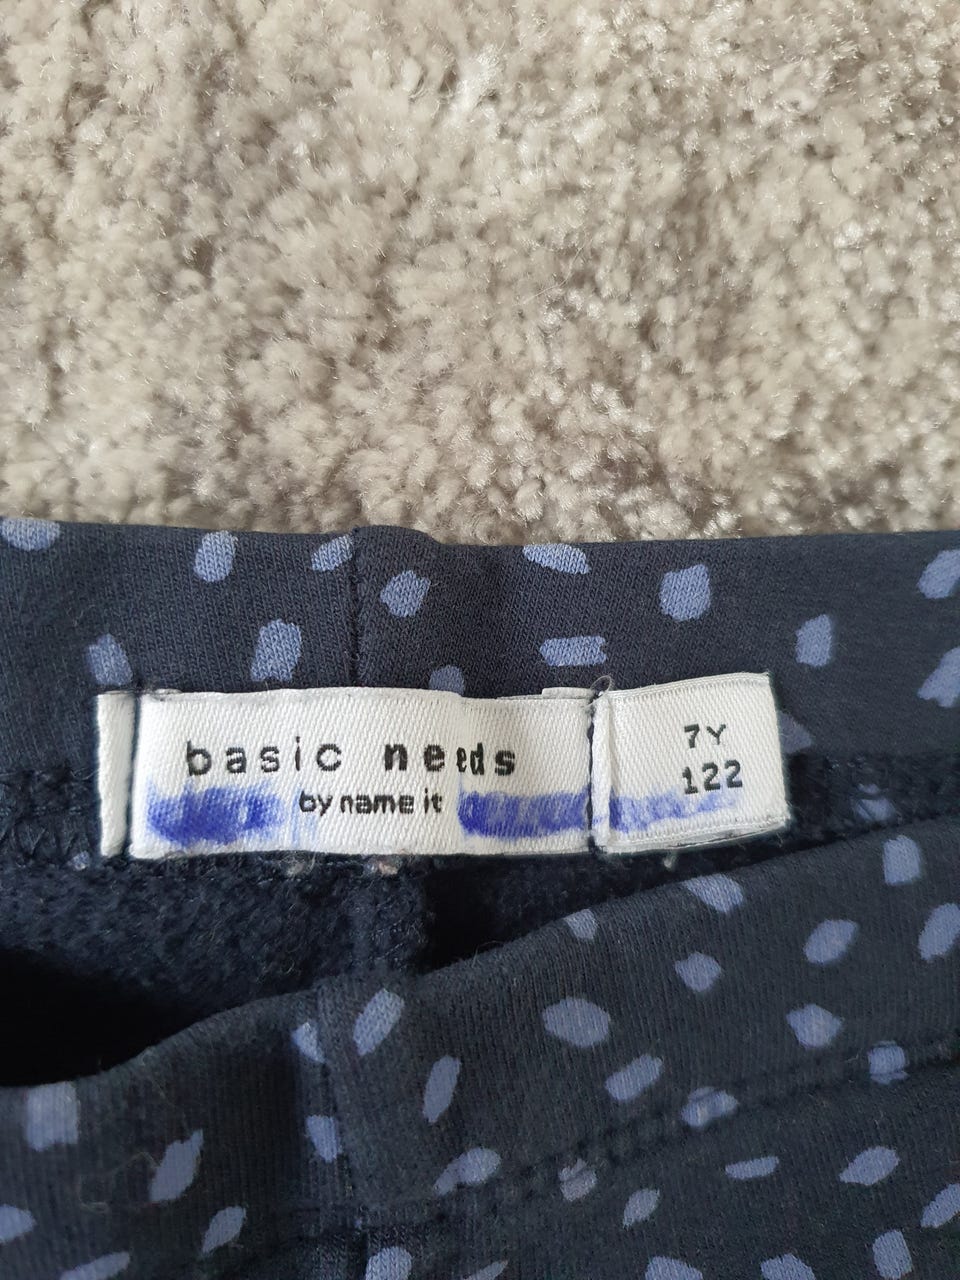 basic needs
by name it
7Y
122